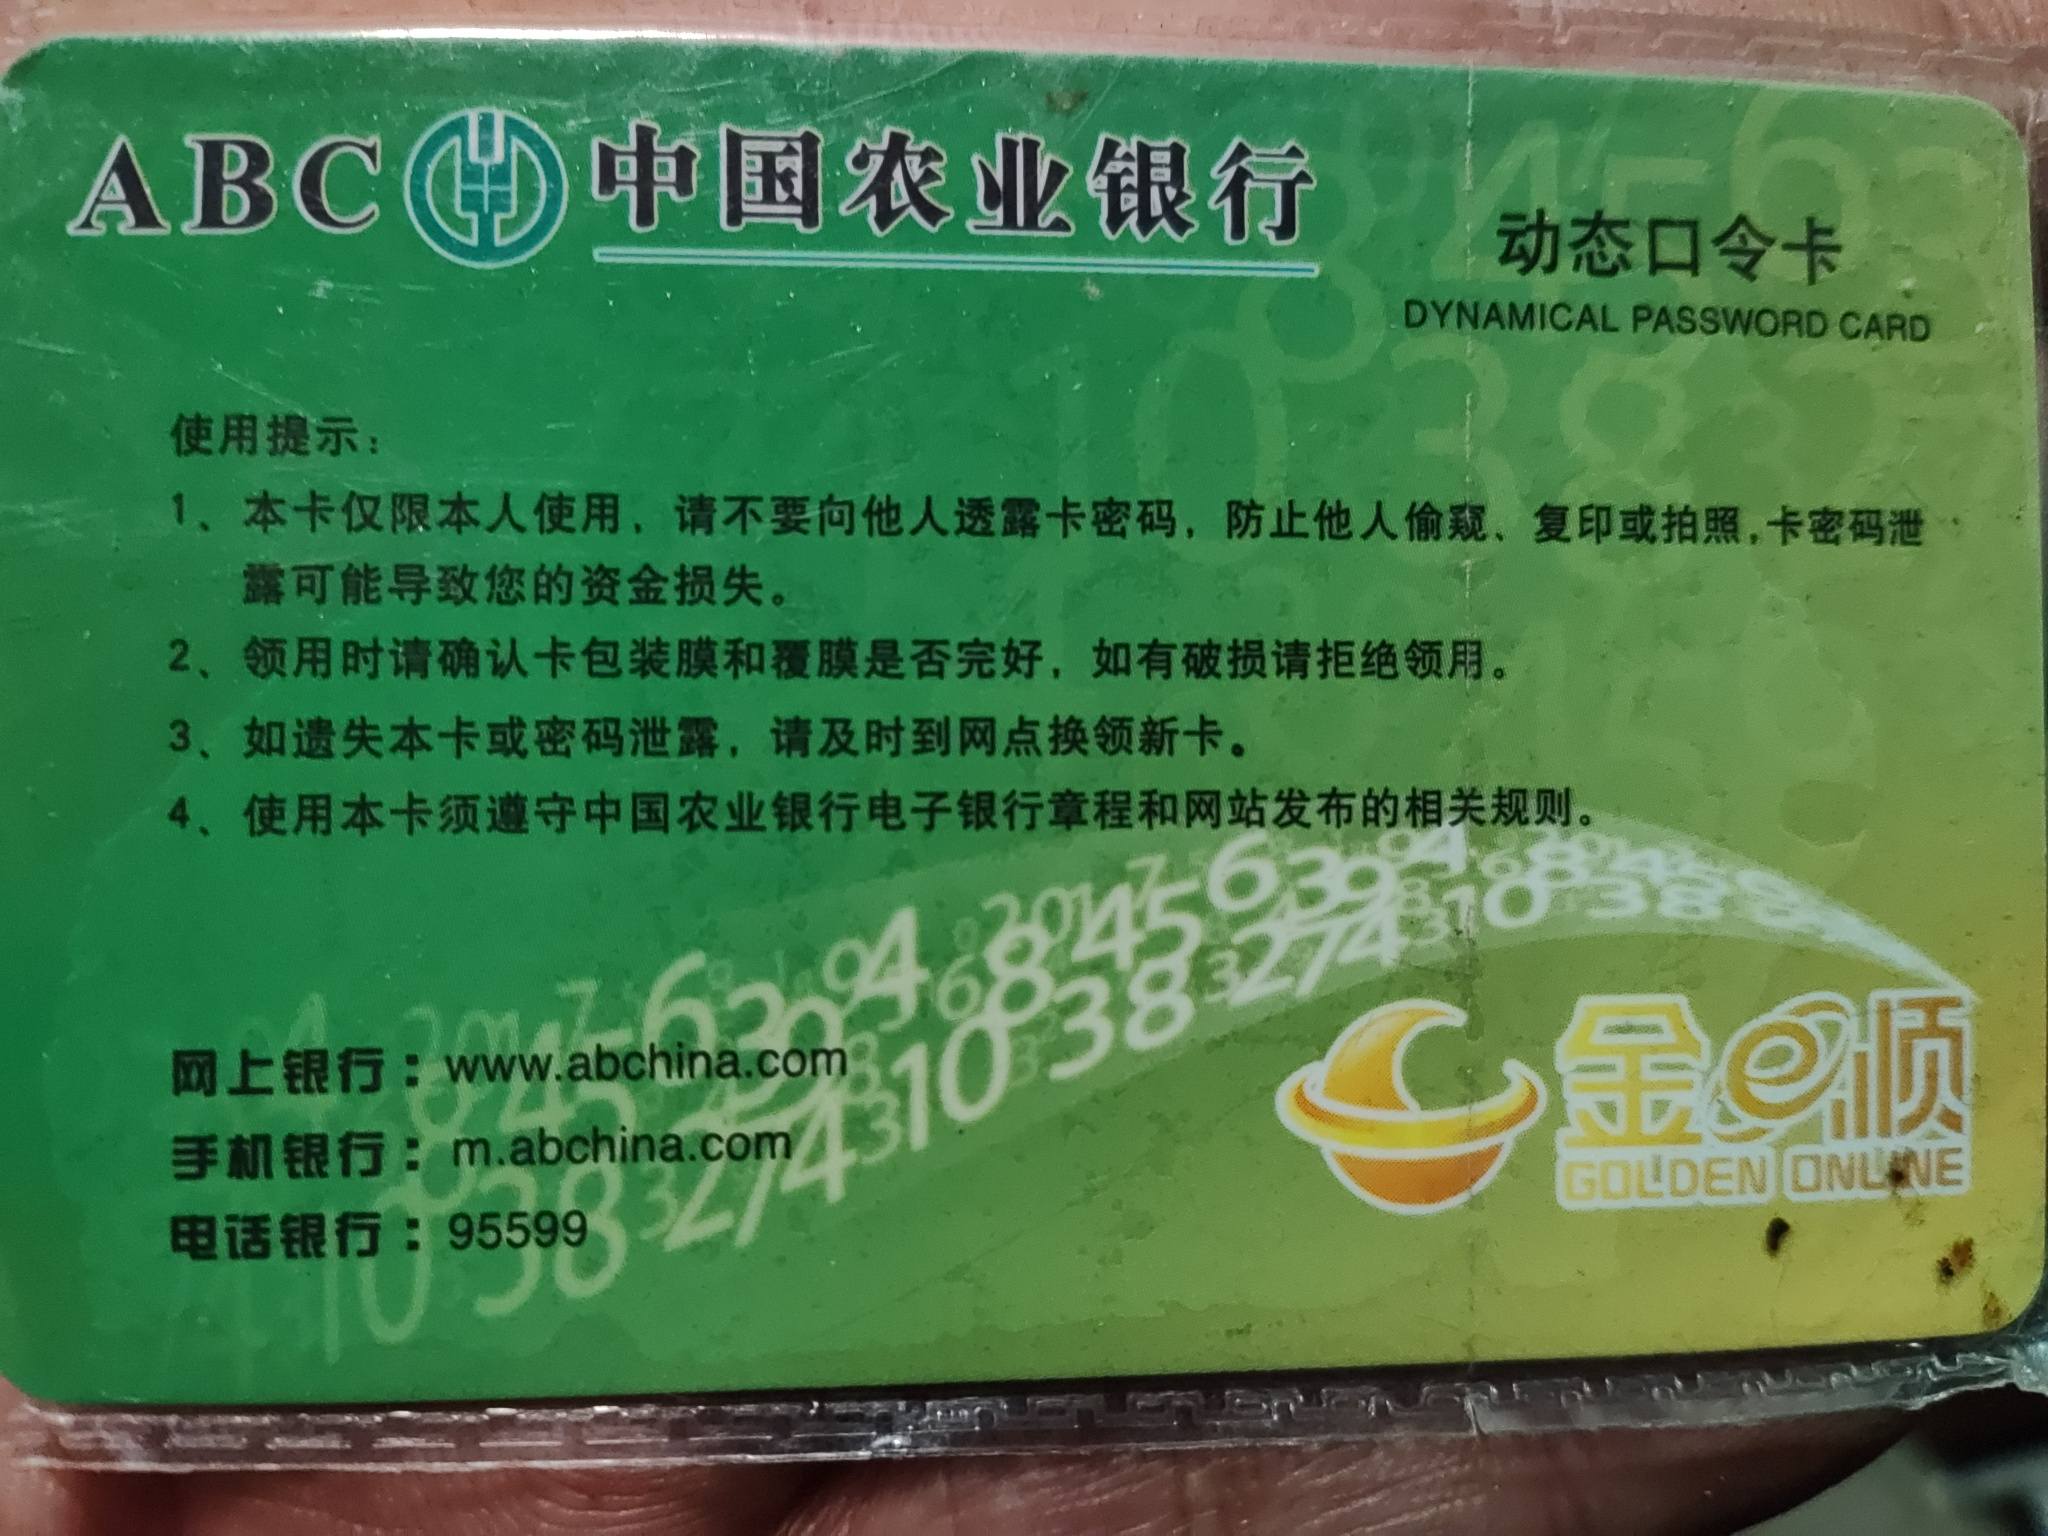 ABC 中国农业银行
动态口令卡
DYNAMICAL PASSWORD CARD
使用提示：
1、本卡仅限本人使用，请不要向他人透露卡密码，防止他人偷窥、复印或拍照，卡密码泄
露可能导致您的资金损失。
2、领用时请确认卡包装膜和覆膜是否完好，如有破损请拒绝领用。
3、如遗失本卡或密码泄露，请及时到网点换领新卡。
4、使用本卡须遵守中国农业银行电子银行章程和网站发布的相关规则。
网上银行：www.abchina.com
手机银行：m.abchina.com
电话银行：95599
金e顺
GOLDEN ONLINE